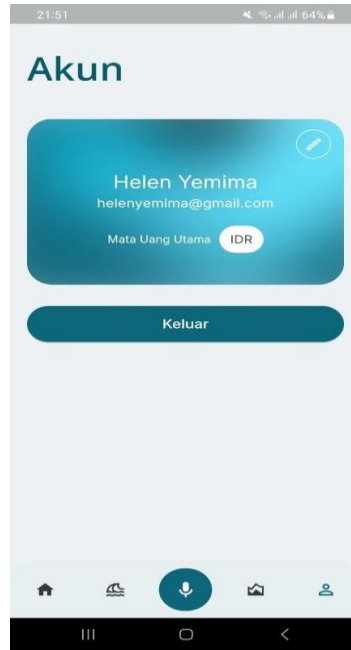 21:51
64%
Akun
Helen Yemima
helenyemima@gmail.com
Mata Uang Utama IDR
Keluar